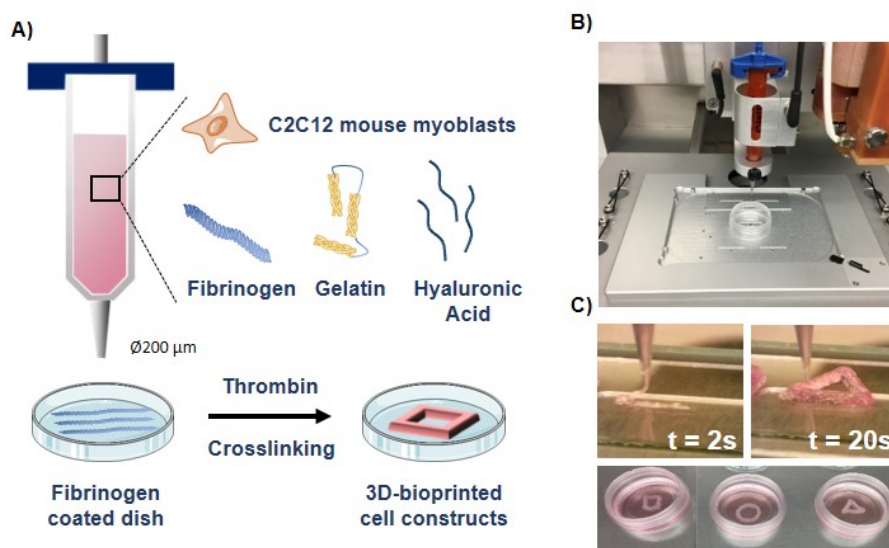 A)
C2C12 mouse myoblasts
Fibrinogen
Gelatin
Hyaluronic
Acid
Ø200 µm
Thrombin
Crosslinking
Fibrinogen
coated dish
3D-bioprinted
cell constructs
B)
C)
t = 2s
t = 20s